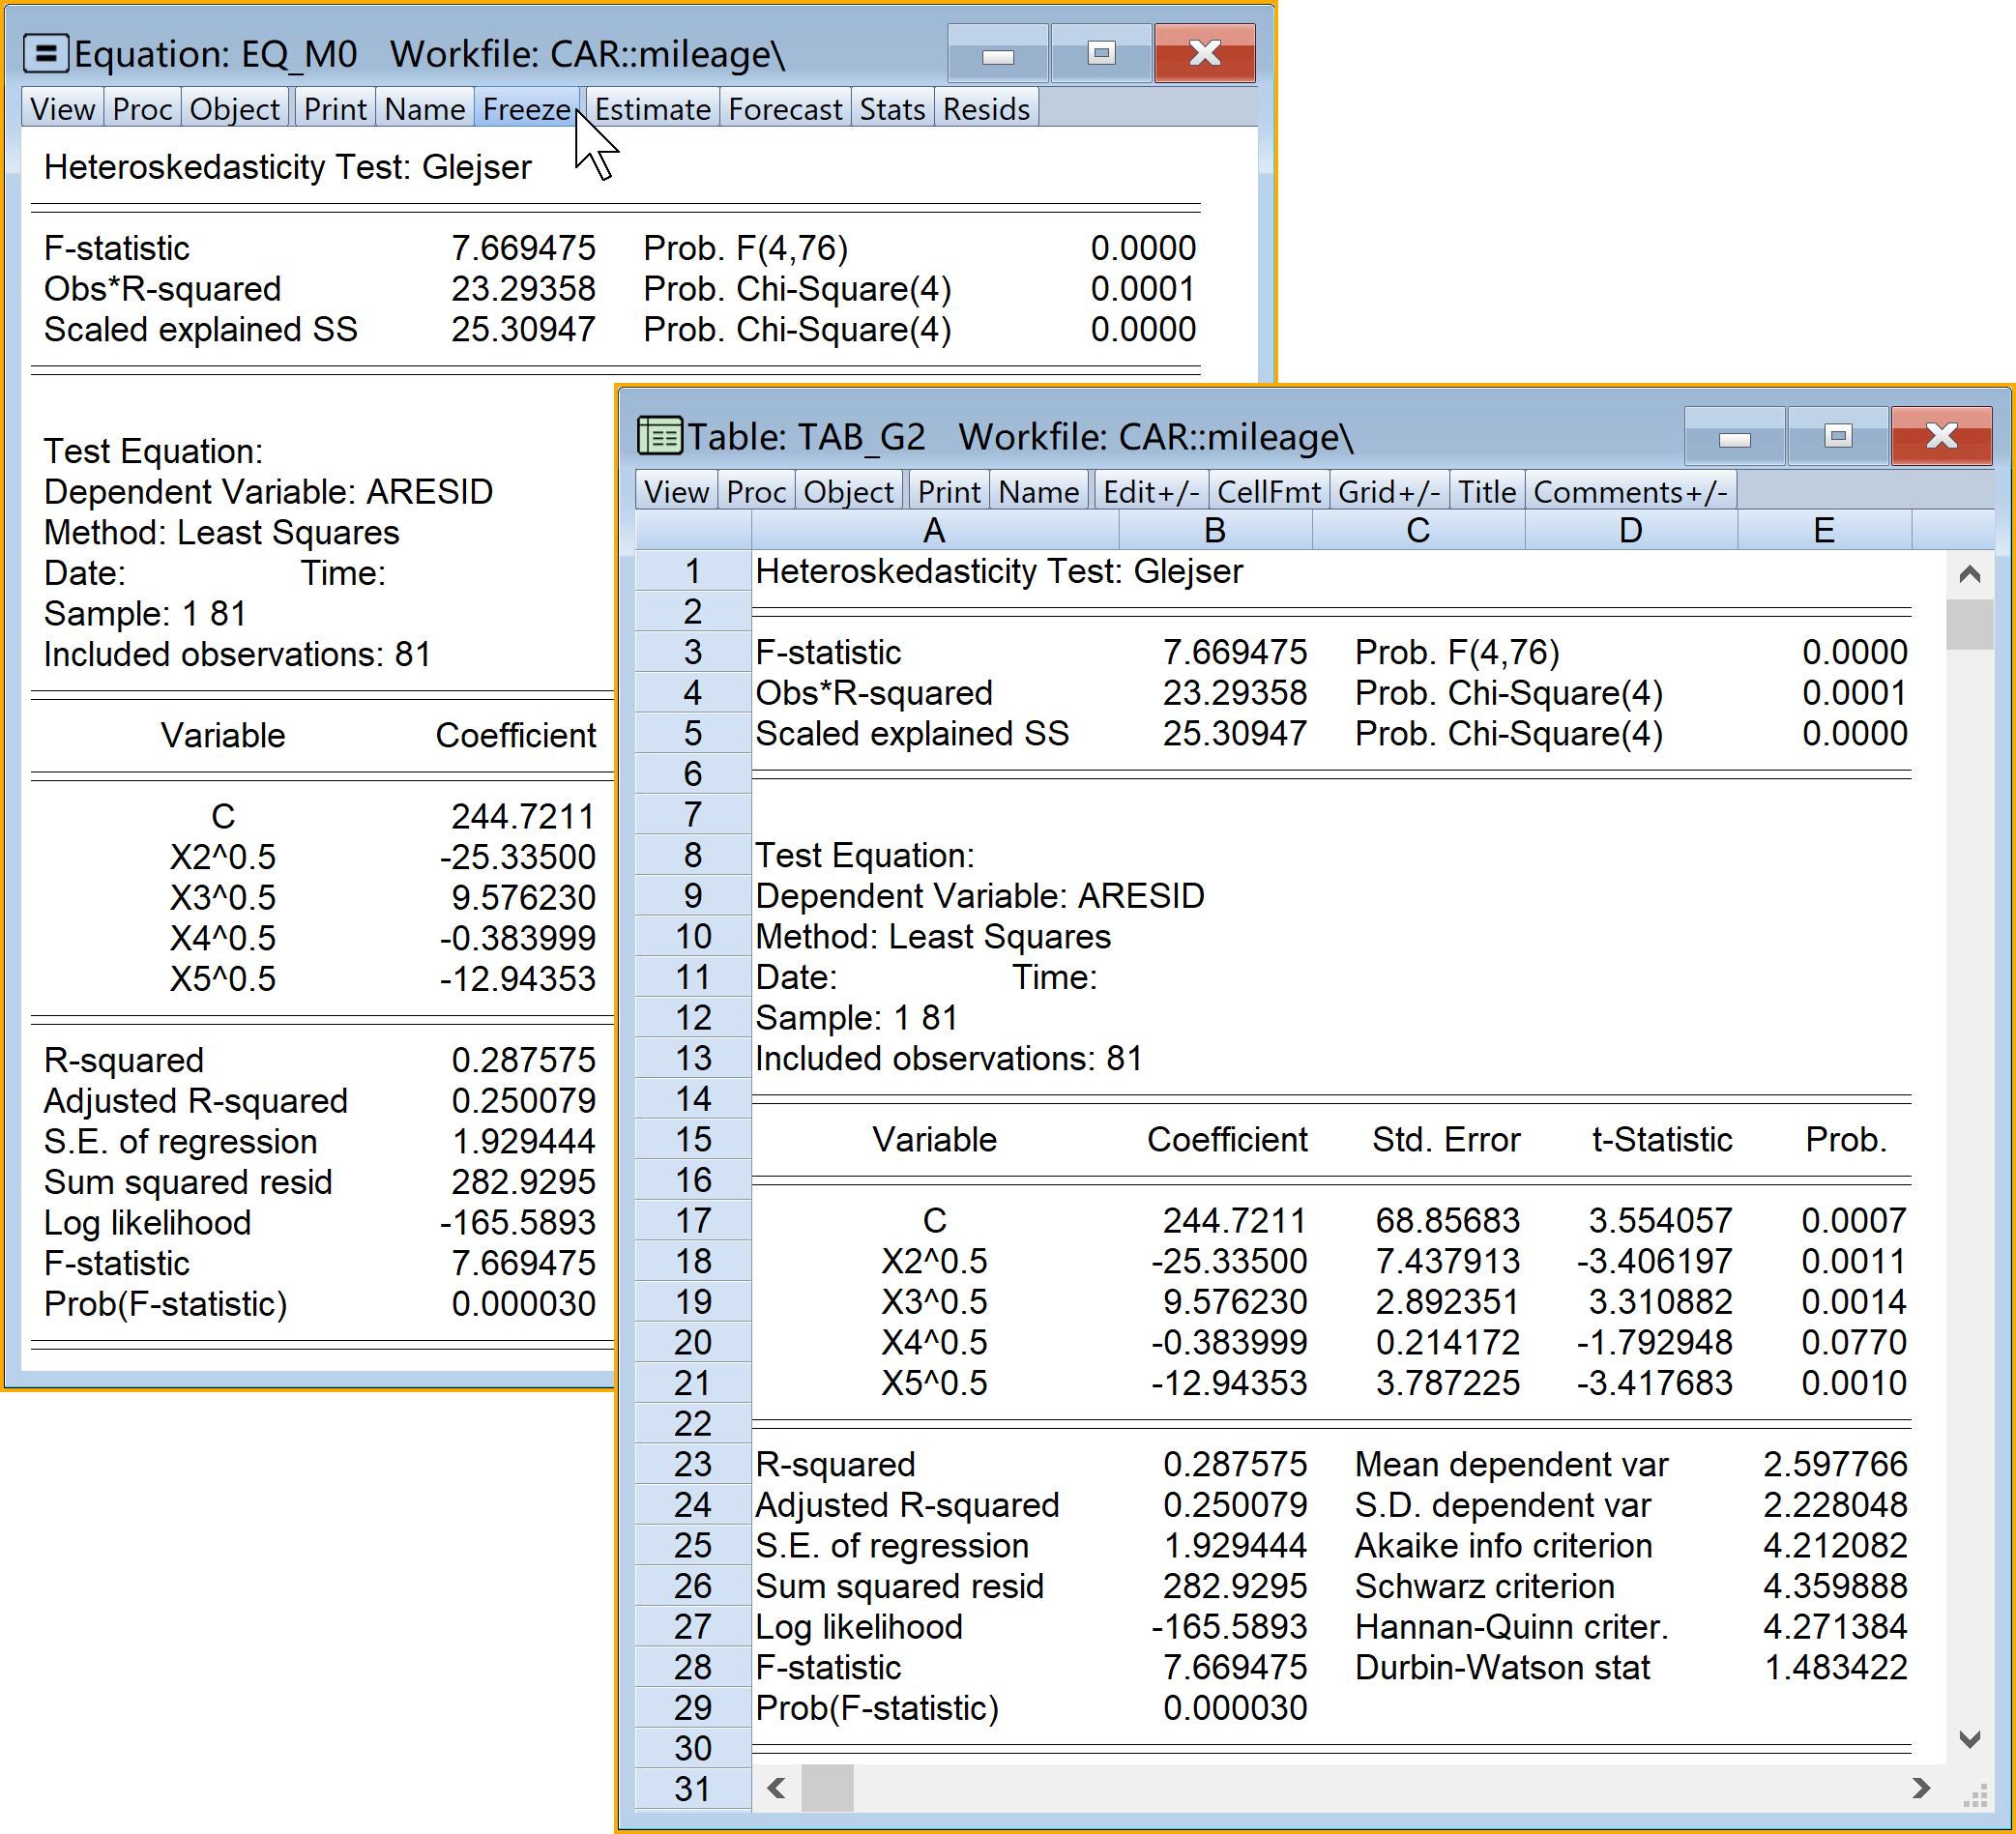 Equation: EQ_M0 Workfile: CAR::mileage\
View Proc Object Print Name Freeze Estimate Forecast Stats Resids
Heteroskedasticity Test: Glejser
F-statistic 7.669475 Prob. F(4,76) 0.0000
Obs*R-squared 23.29358 Prob. Chi-Square(4) 0.0001
Scaled explained SS 25.30947 Prob. Chi-Square(4) 0.0000
Test Equation:
Dependent Variable: ARESID
Method: Least Squares
Date: Time:
Sample: 1 81
Included observations: 81
Variable Coefficient
C 244.7211
X2^0.5 -25.33500
X3^0.5 9.576230
X4^0.5 -0.383999
X5^0.5 -12.94353
R-squared 0.287575
Adjusted R-squared 0.250079
S.E. of regression 1.929444
Sum squared resid 282.9295
Log likelihood -165.5893
F-statistic 7.669475
Prob(F-statistic) 0.000030
Table: TAB_G2 Workfile: CAR::mileage\
View Proc Object Print Name Edit+/- CellFmt Grid+/- Title Comments+/-
A B C D E
1 Heteroskedasticity Test: Glejser
2
3 F-statistic 7.669475 Prob. F(4,76) 0.0000
4 Obs*R-squared 23.29358 Prob. Chi-Square(4) 0.0001
5 Scaled explained SS 25.30947 Prob. Chi-Square(4) 0.0000
6
7
8 Test Equation:
9 Dependent Variable: ARESID
10 Method: Least Squares
11 Date: Time:
12 Sample: 1 81
13 Included observations: 81
14
15 Variable Coefficient Std. Error t-Statistic Prob.
16
17 C 244.7211 68.85683 3.554057 0.0007
18 X2^0.5 -25.33500 7.437913 -3.406197 0.0011
19 X3^0.5 9.576230 2.892351 3.310882 0.0014
20 X4^0.5 -0.383999 0.214172 -1.792948 0.0770
21 X5^0.5 -12.94353 3.787225 -3.417683 0.0010
22
23 R-squared 0.287575 Mean dependent var 2.597766
24 Adjusted R-squared 0.250079 S.D. dependent var 2.228048
25 S.E. of regression 1.929444 Akaike info criterion 4.212082
26 Sum squared resid 282.9295 Schwarz criterion 4.359888
27 Log likelihood -165.5893 Hannan-Quinn criter. 4.271384
28 F-statistic 7.669475 Durbin-Watson stat 1.483422
29 Prob(F-statistic) 0.000030
30
31